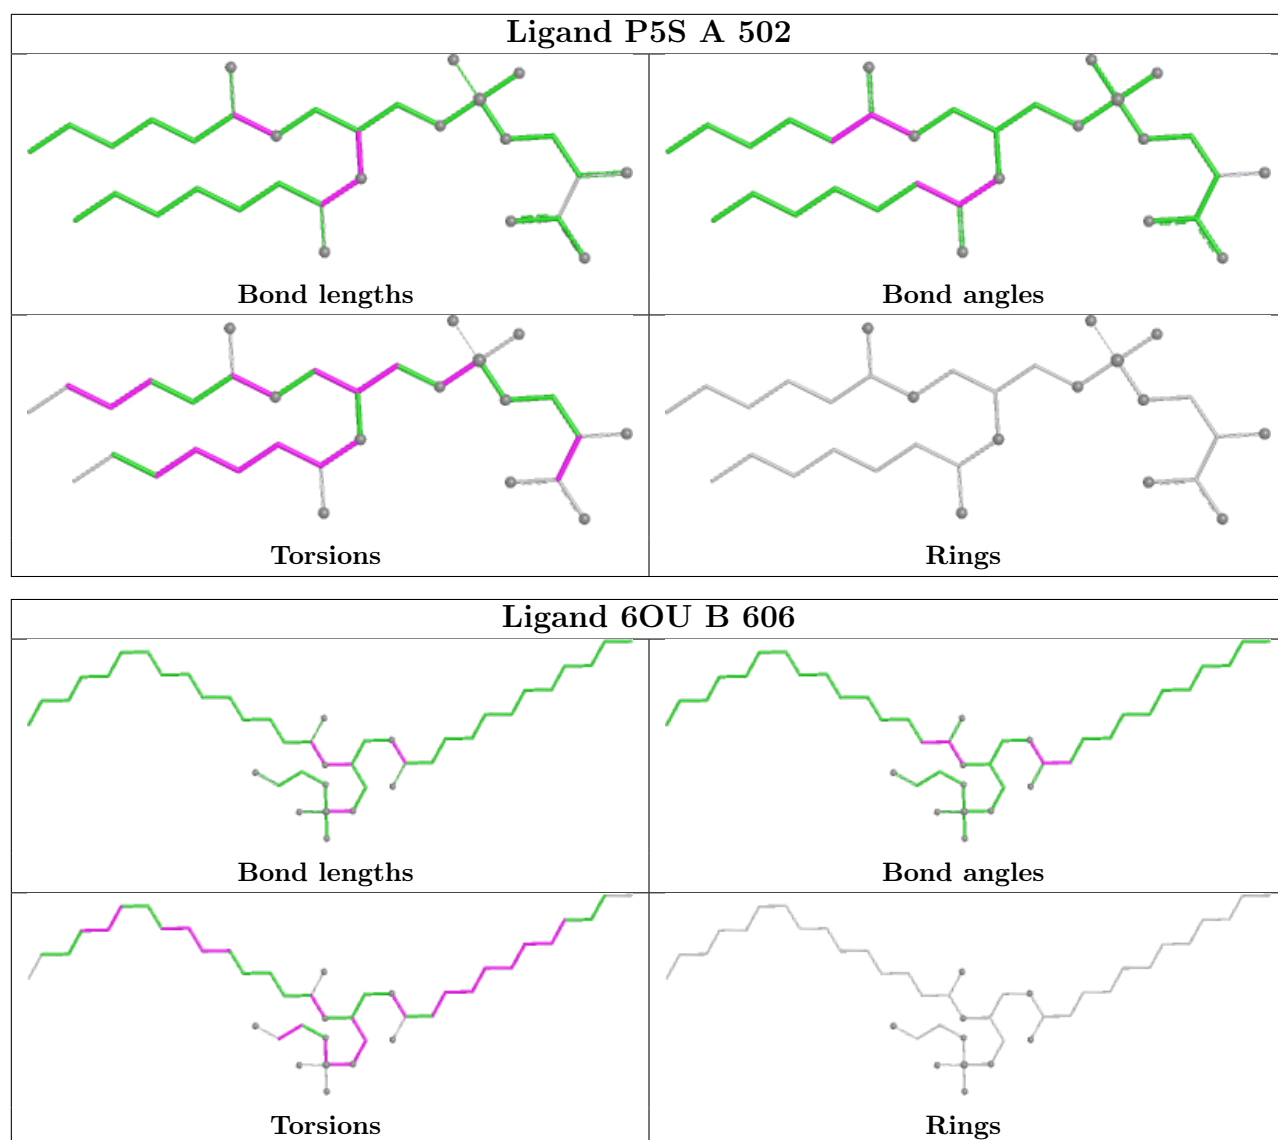 Ligand P5S A 502
Bond lengths
Bond angles
Torsions
Rings
Ligand 6OU B 606
Bond lengths
Bond angles
Torsions
Rings